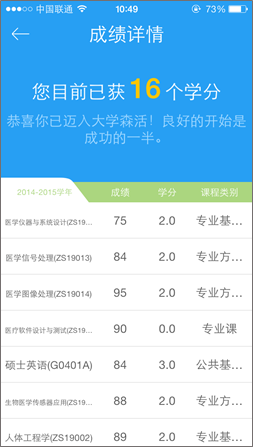 中国联通 10:49 73%
成绩详情
您目前已获 16 个学分
恭喜你已迈入大学森活！良好的开始是
成功的一半。
2014-2015学年 成绩 学分 课程类别
医学仪器与系统设计(ZS19... 75 2.0 专业基...
医学信号处理(ZS19013) 84 2.0 专业方...
医学图像处理(ZS19014) 95 2.0 专业方...
医疗软件设计与测试(ZS19... 90 0.0 专业课
硕士英语(G0401A) 84 3.0 公共基...
生物医学传感器应用(ZS19... 88 2.0 专业方...
人体工程学(ZS19002) 89 2.0 专业方...